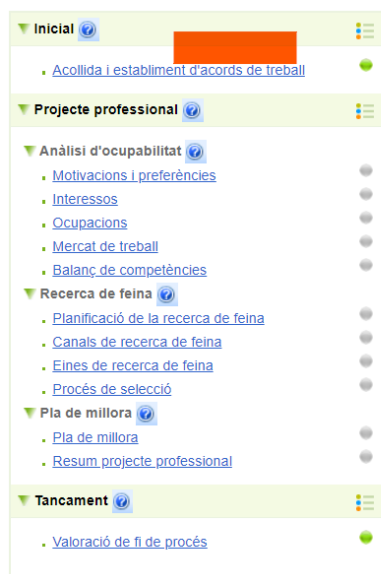 Inicial
Acollida i establiment d'acords de treball
Projecte professional
Anàlisi d'ocupabilitat
Motivacions i preferències
Interessos
Ocupacions
Mercat de treball
Balanç de competències
Recerca de feina
Planificació de la recerca de feina
Canals de recerca de feina
Eines de recerca de feina
Procés de selecció
Pla de millora
Pla de millora
Resum projecte professional
Tancament
Valoració de fi de procés